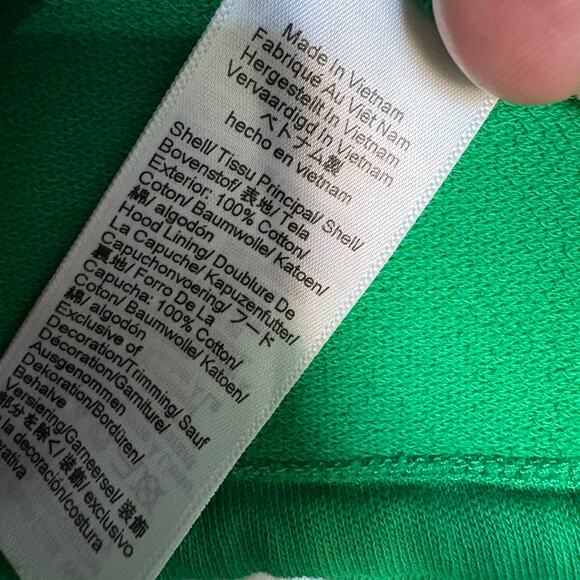 Made In Vietnam
Fabrique Au Viet Nam
Hergestellt In Vietnam
Vervaardigd In Vietnam
ベトナム製
hecho en vietnam
Shell/ Tissu Principal/ Shell/
Bovenstof/ 表地/ Tela
Exterior: 100% Cotton/
Coton/ Baumwolle/ Katoen/
綿/ algodón
Hood Lining/ Doublure De
La Capuche/ Kapuzenfutter/
Capuchonvoering/ フード
裏地/ Forro De La
Capucha: 100% Cotton/
Coton/ Baumwolle/ Katoen/
綿/ algodón
Exclusive of
Decoration/Trimming/ Sauf
Décoration/Garniture/
Ausgenommen
Dekoration/Bordüren/
Behalve
Versiering/Garneersel/ 装飾
部分を除く/ 装飾/ exclusivo
la decoración/costura